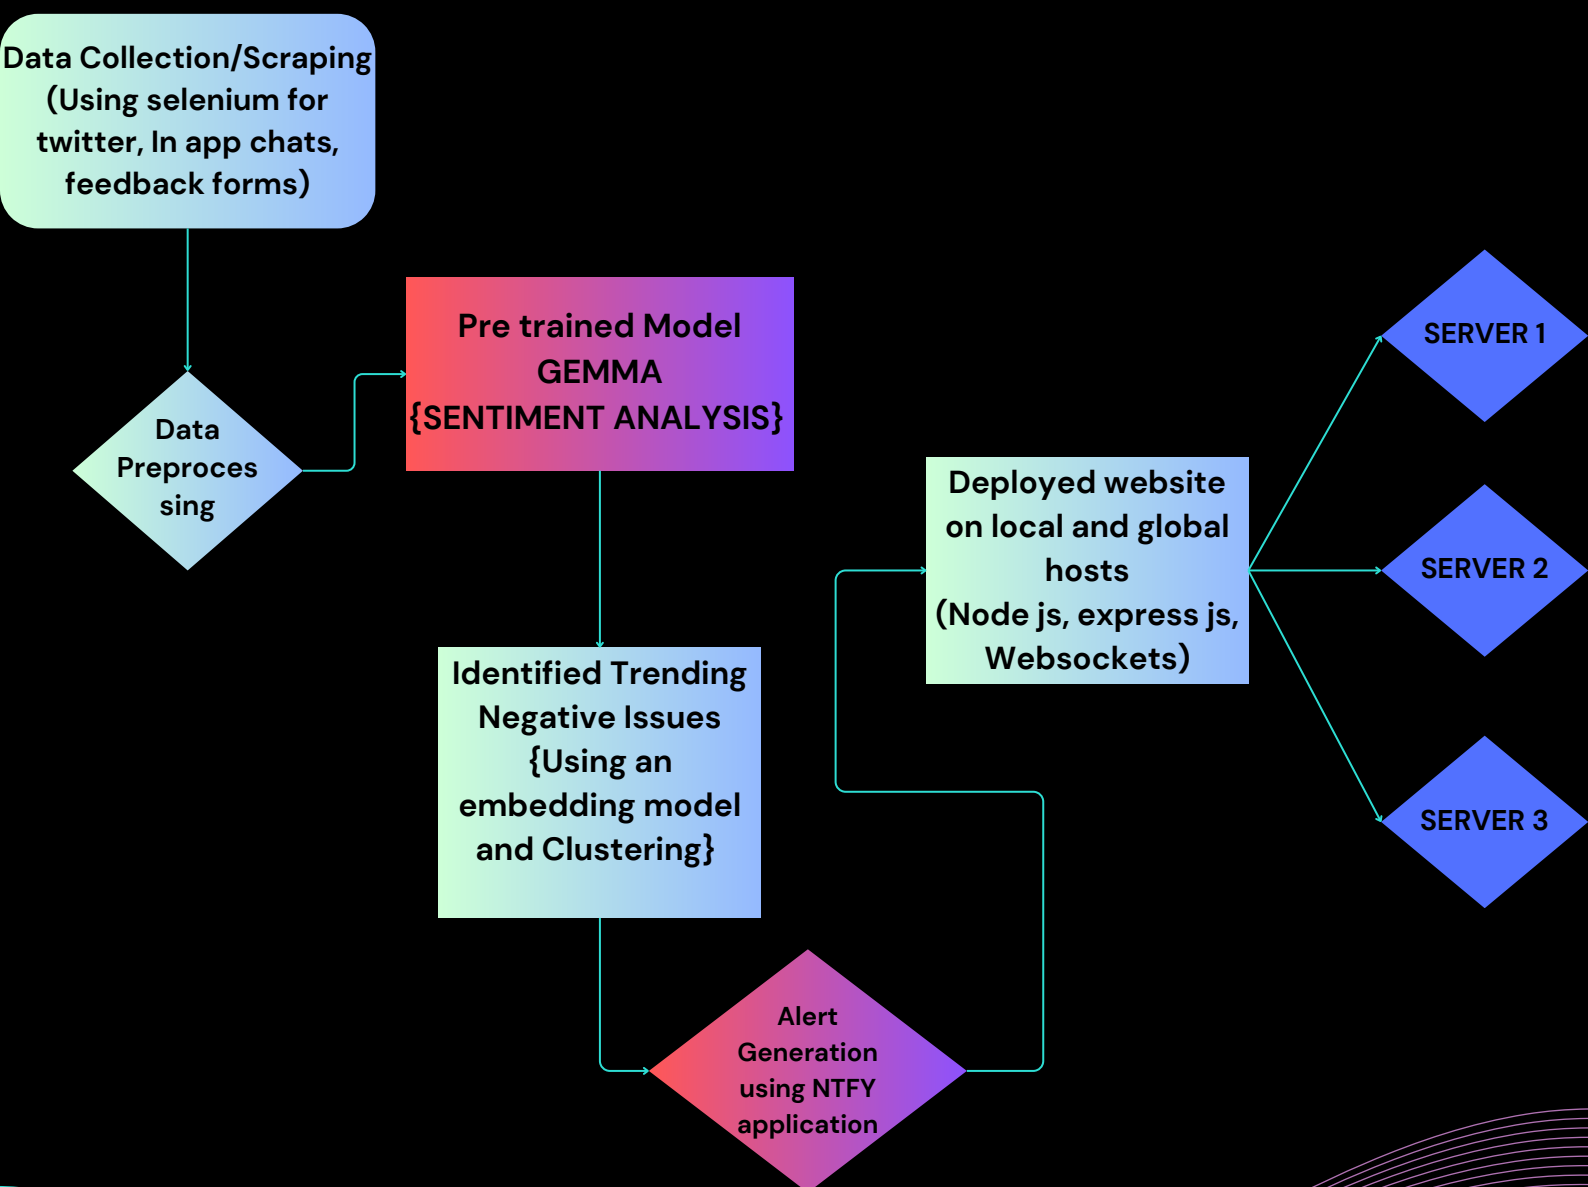 Data Collection/Scraping
(Using selenium for
twitter, In app chats,
feedback forms)
Data
Preproces
sing
Pre trained Model
GEMMA
{SENTIMENT ANALYSIS}
Identified Trending
Negative Issues
{Using an
embedding model
and Clustering}
Alert
Generation
using NTFY
application
Deployed website
on local and global
hosts
(Node js, express js,
Websockets)
SERVER 1
SERVER 2
SERVER 3